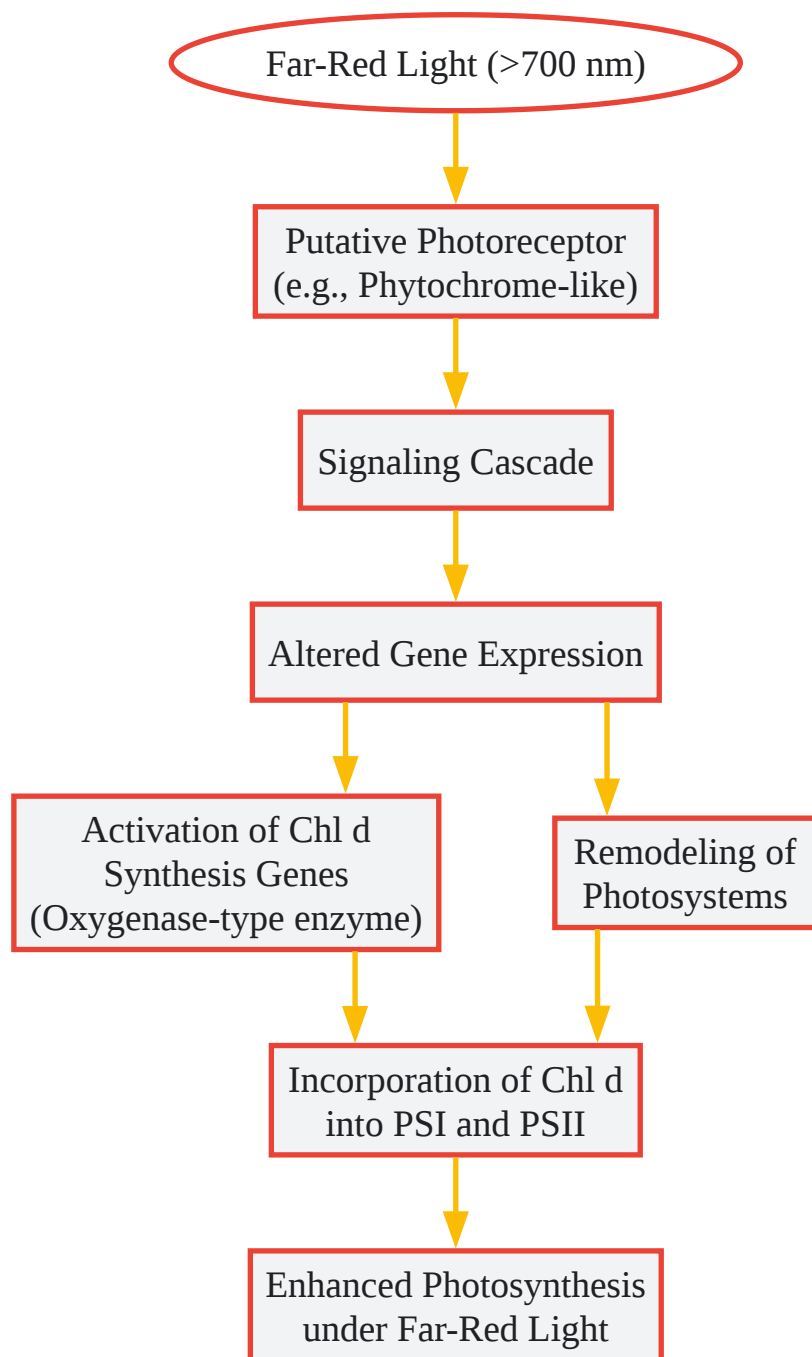 Far-Red Light (>700 nm)
Putative Photoreceptor
(e.g., Phytochrome-like)
Signaling Cascade
Altered Gene Expression
Activation of Chl d
Synthesis Genes
(Oxygenase-type enzyme)
Remodeling of
Photosystems
Incorporation of Chl d
into PSI and PSII
Enhanced Photosynthesis
under Far-Red Light